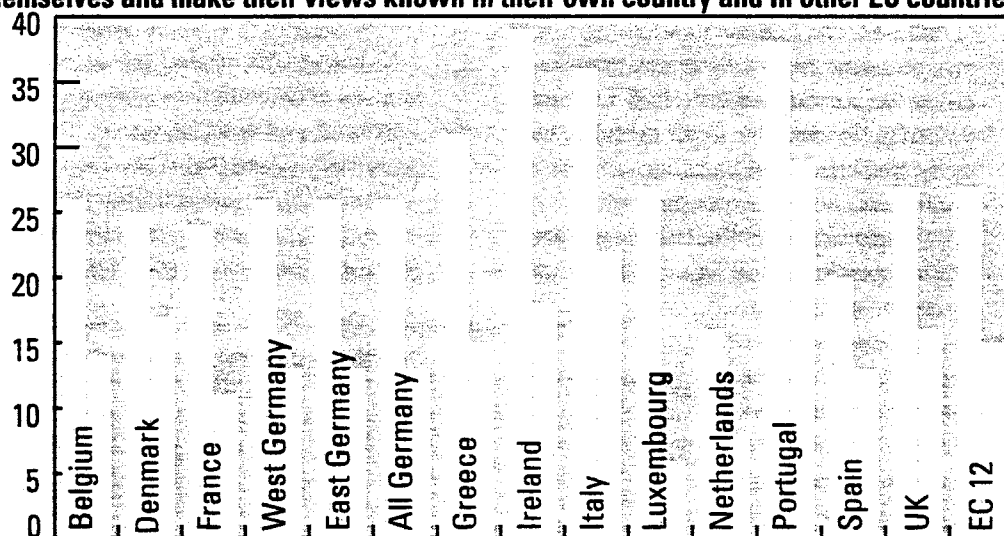 emselves and make their views known in their own country and in other EC countrie
40
35
30
25
20
15
10
5
0
Belgium
Denmark
France
West Germany
East Germany
All Germany
Greece
Ireland
Italy
Luxembourg
Netherlands
Portugal
Spain
UK
EC 12